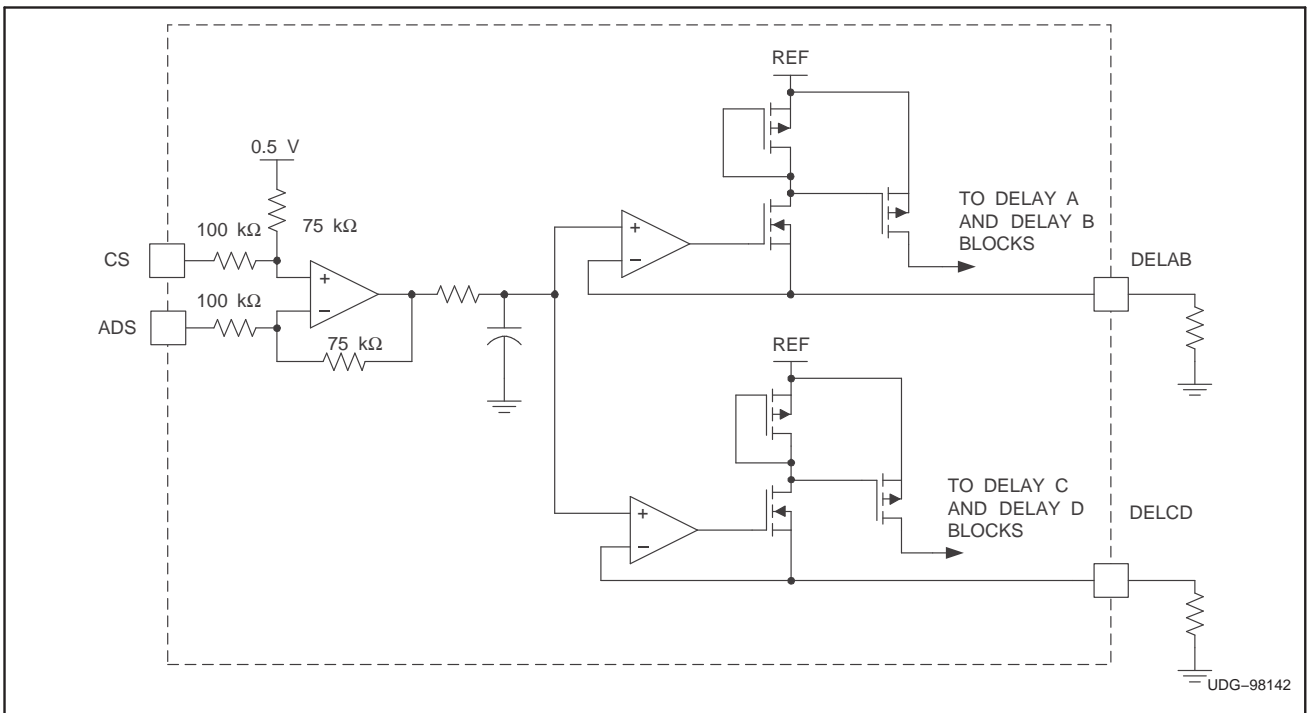 REF
0.5 V
75 kΩ
100 kΩ
CS
+
−
100 kΩ
ADS
75 kΩ
+
−
TO DELAY A
AND DELAY B
BLOCKS
DELAB
REF
+
−
TO DELAY C
AND DELAY D
BLOCKS
DELCD
UDG−98142